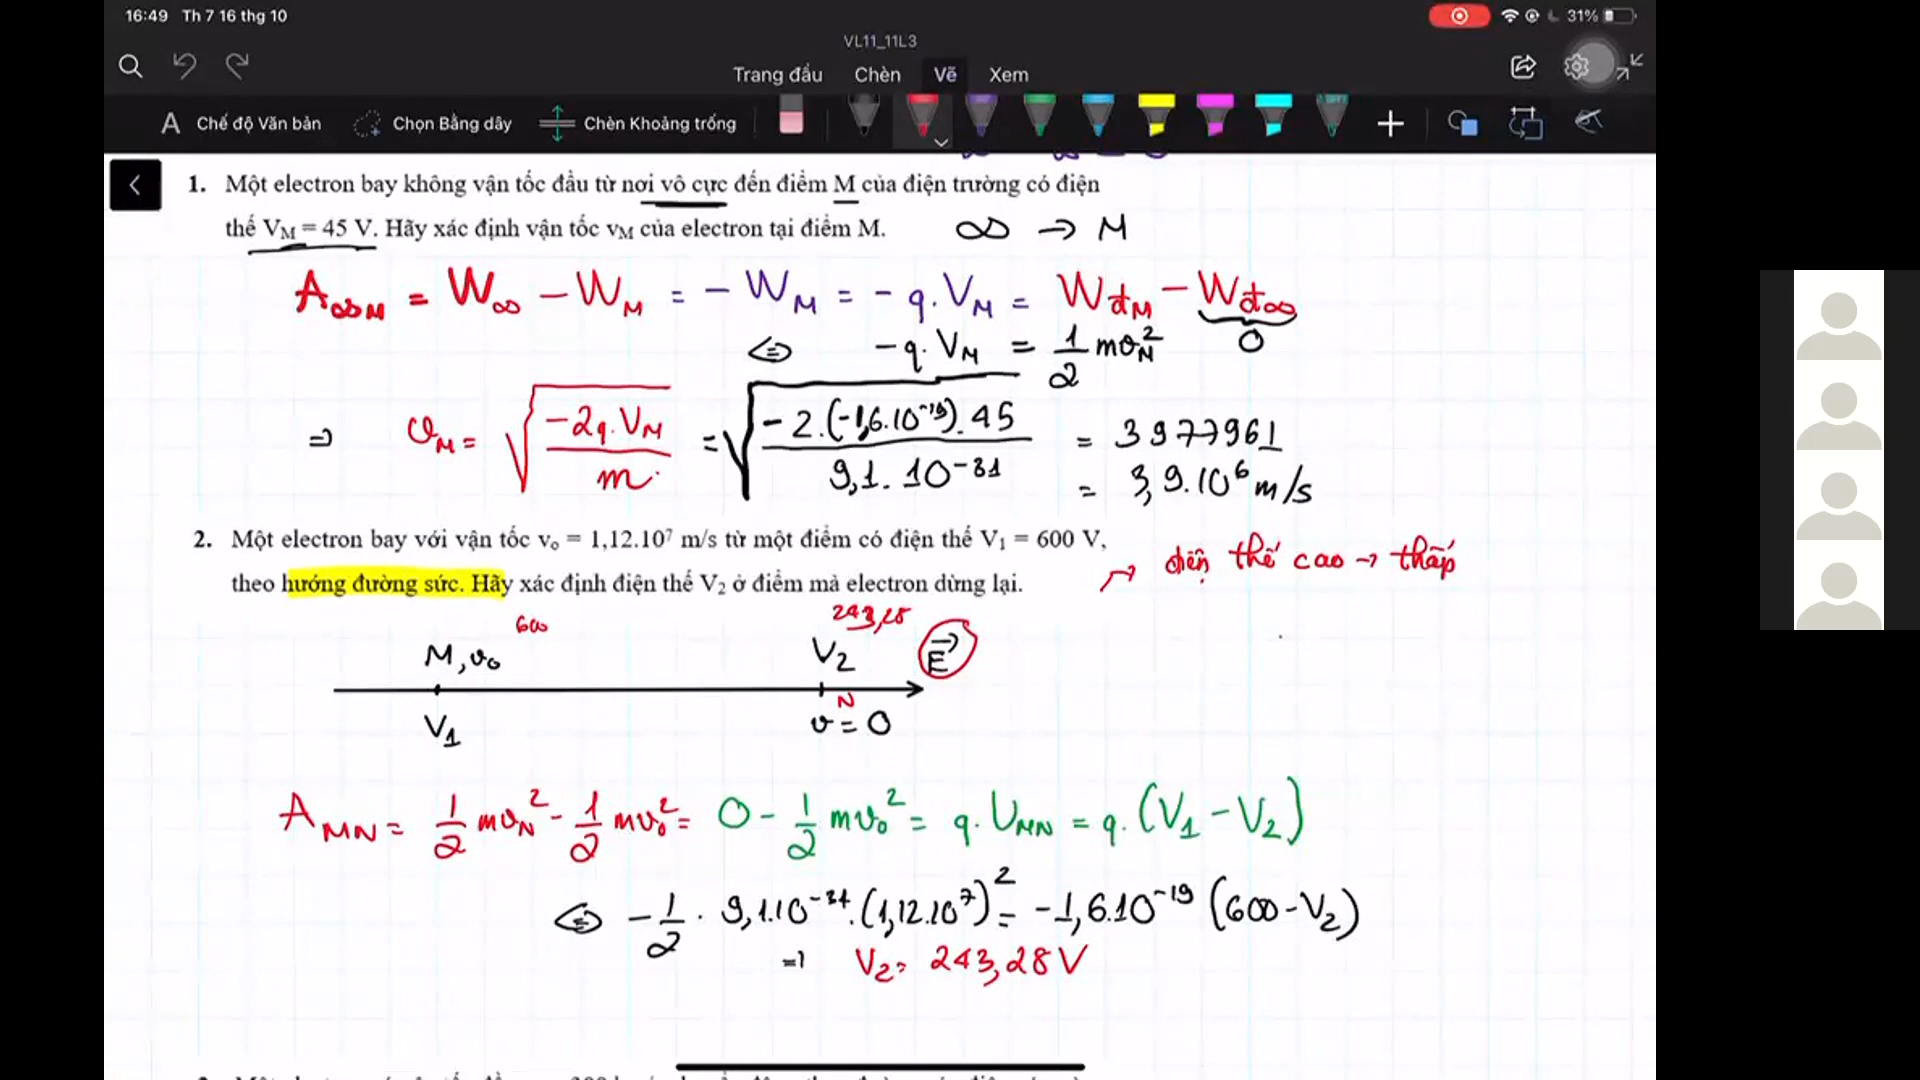 16:49 Th 7 16 thg 10
31%
VL11_11L3
Trang đầu Chèn Vẽ Xem
A Chế độ Văn bản Chọn Bằng dây Chèn Khoảng trống
1. Một electron bay không vận tốc đầu từ nơi vô cực đến điểm M của điện trường có điện
thế VM = 45 V. Hãy xác định vận tốc vM của electron tại điểm M. ∞ → M
A∞M = W∞ − WM = − WM = − q.VM = WđM − Wđ∞
⇔ −q.VM = 1/2 mvN² 0
⇒ vM = √(−2q.VM / m) = √(−2.(−1,6.10⁻¹⁹).45 / 9,1.10⁻³¹) = 3977961
= 3,9.10⁶ m/s
2. Một electron bay với vận tốc vo = 1,12.10⁷ m/s từ một điểm có điện thế V1 = 600 V,
→ điện thế cao → thấp
theo hướng đường sức. Hãy xác định điện thế V2 ở điểm mà electron dừng lại.
600 243,28
M, v₀ V2 E⃗
N
V1 v = 0
AMN = 1/2 mvN² − 1/2 mv₀² = 0 − 1/2 mv₀² = q.UMN = q.(V1 − V2)
⇔ −1/2 . 9,1.10⁻³¹.(1,12.10⁷)² = −1,6.10⁻¹⁹ (600 − V2)
⇒ V2 = 243,28 V